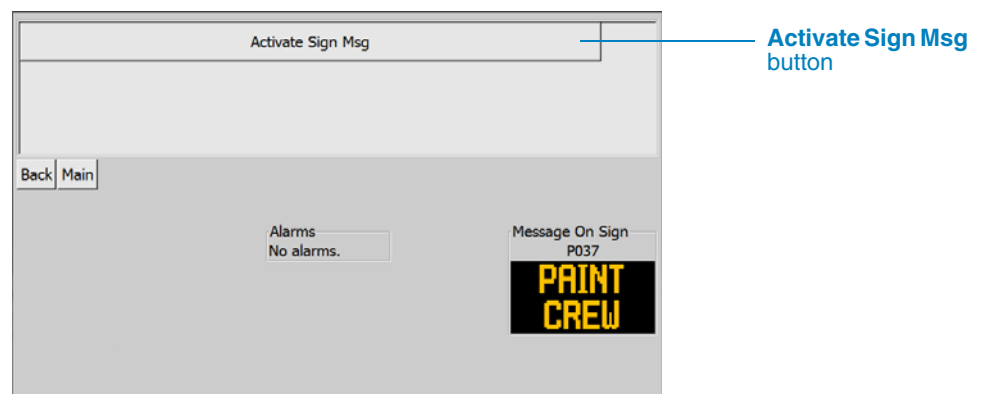 Activate Sign Msg
Activate Sign Msg
button
Back Main
Alarms
No alarms.
Message On Sign
P037
PAINT
CREW